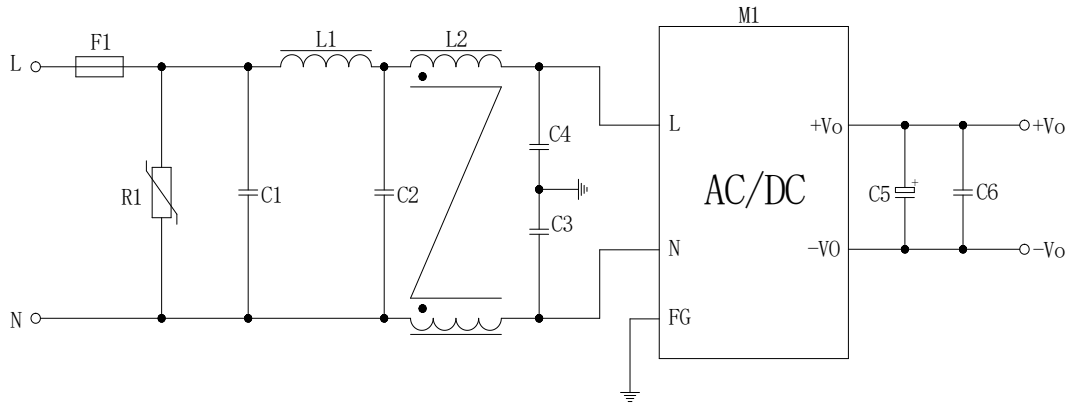 M1
F1
L1
L2
L
L
+Vo
+Vo
C4
R1
C1
C2
AC/DC
C5
+
C6
C3
N
-VO
-Vo
N
FG